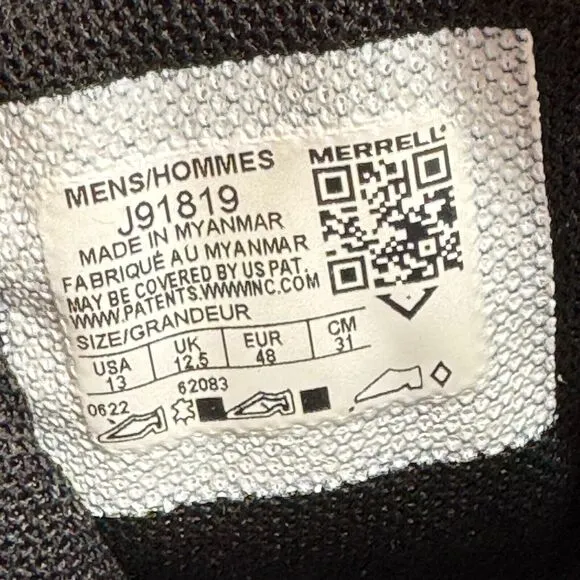 MERRELL
MENS/HOMMES
J91819
MADE IN MYANMAR
FABRIQUÉ AU MYANMAR
MAY BE COVERED BY US PAT.
WWW.PATENTS.WWWINC.COM
SIZE/GRANDEUR
USA UK EUR CM
13 12.5 48 31
0622 62083